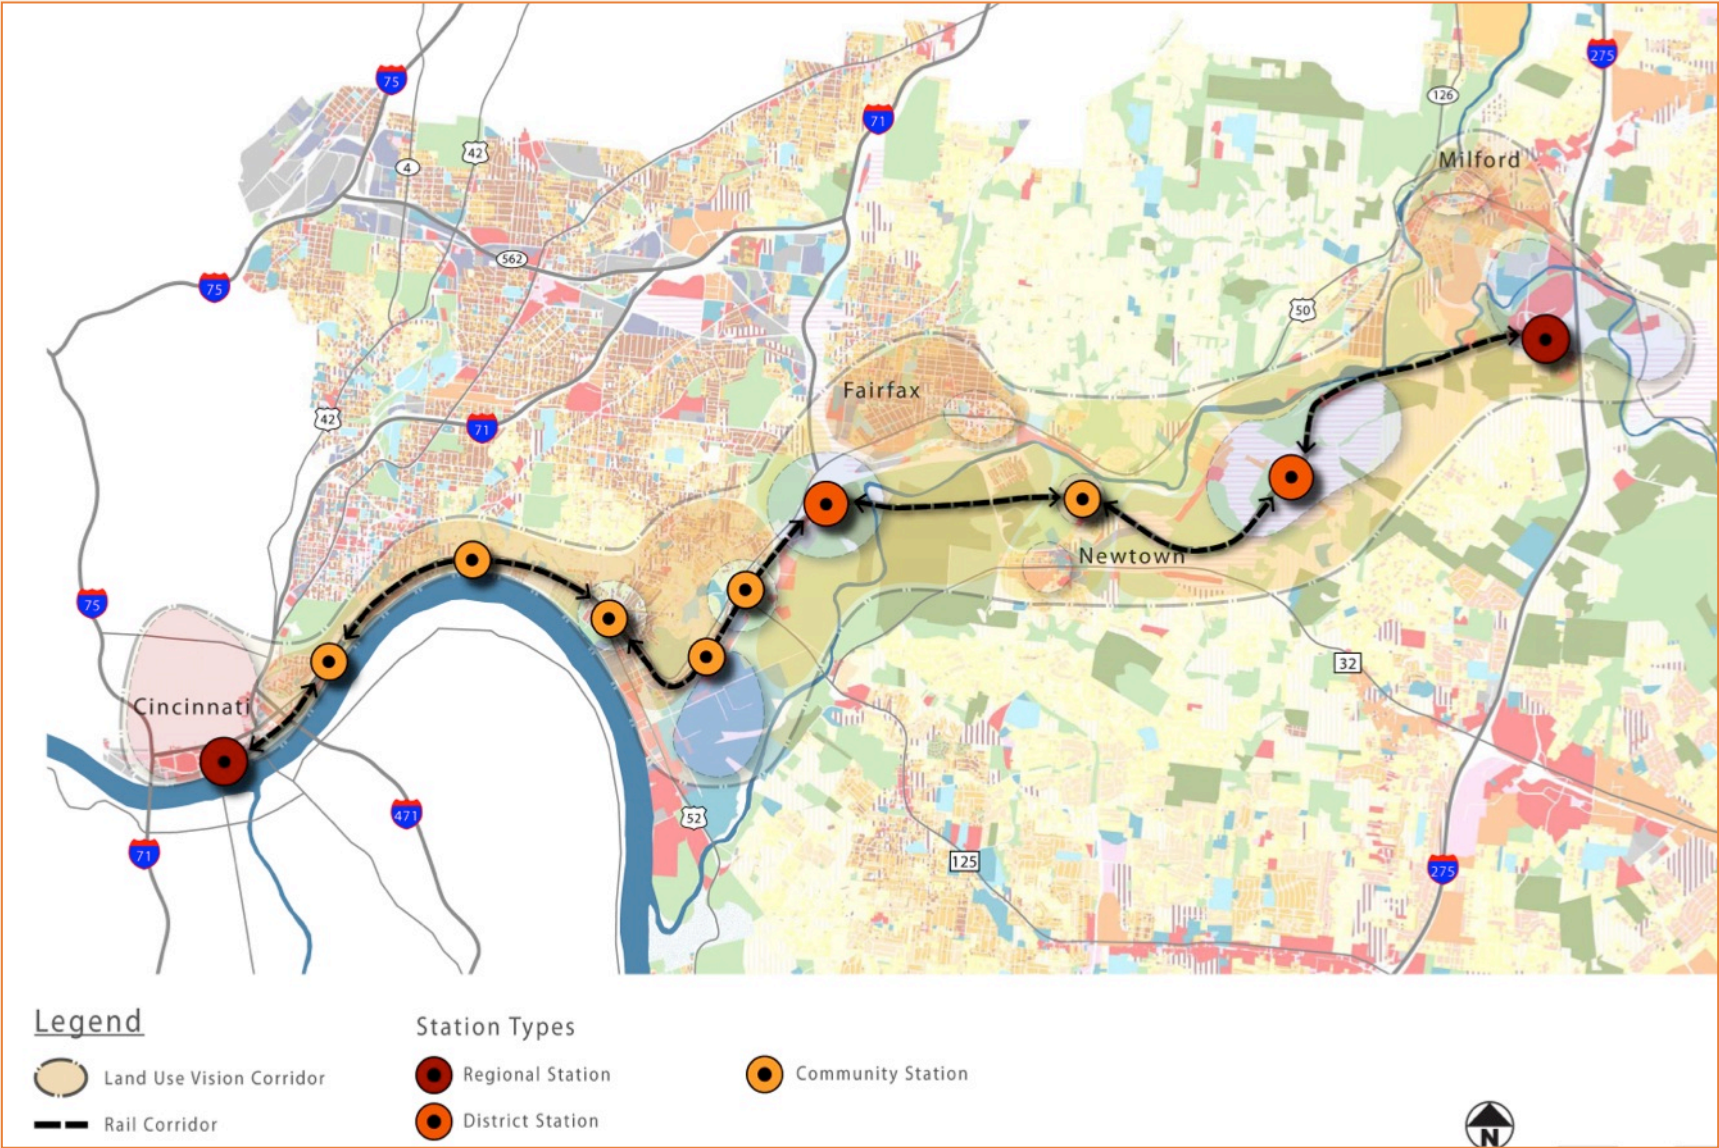 275
75
126
71
42
4
Milford
562
75
50
Fairfax
42
71
Newtown
75
32
Cincinnati
471
52
71
125
275
Legend
Station Types
Land Use Vision Corridor
Regional Station
Community Station
Rail Corridor
District Station
N